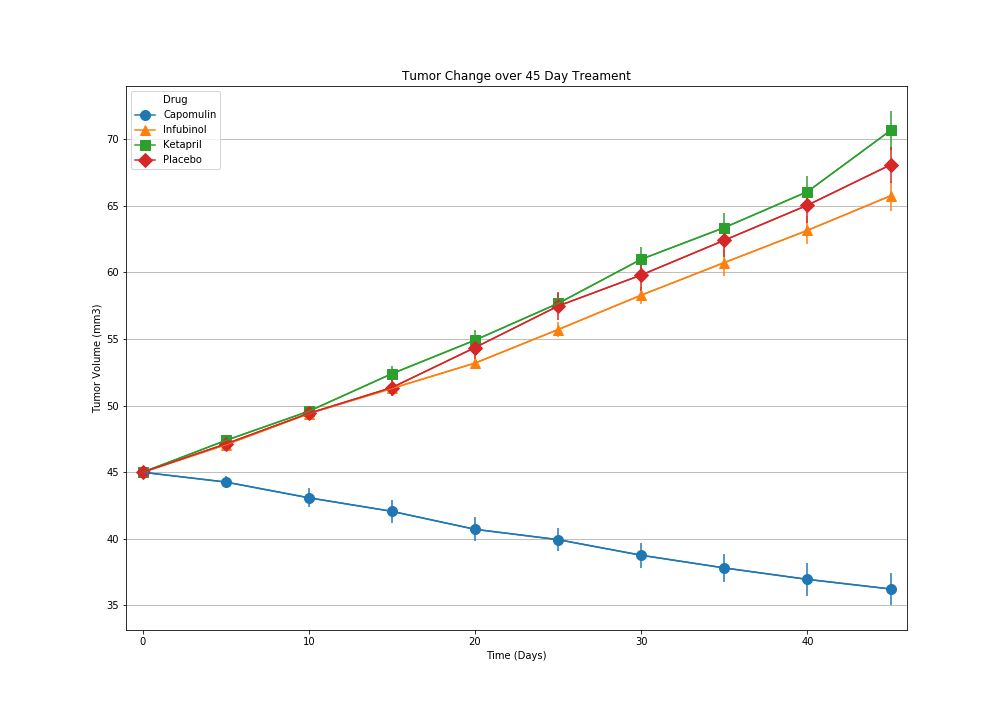 Tumor Change over 45 Day Treament
Drug
Capomulin
Infubinol
Ketapril
Placebo
70
65
60
55
50
45
40
35
Tumor Volume (mm3)
0 10 20 30 40
Time (Days)